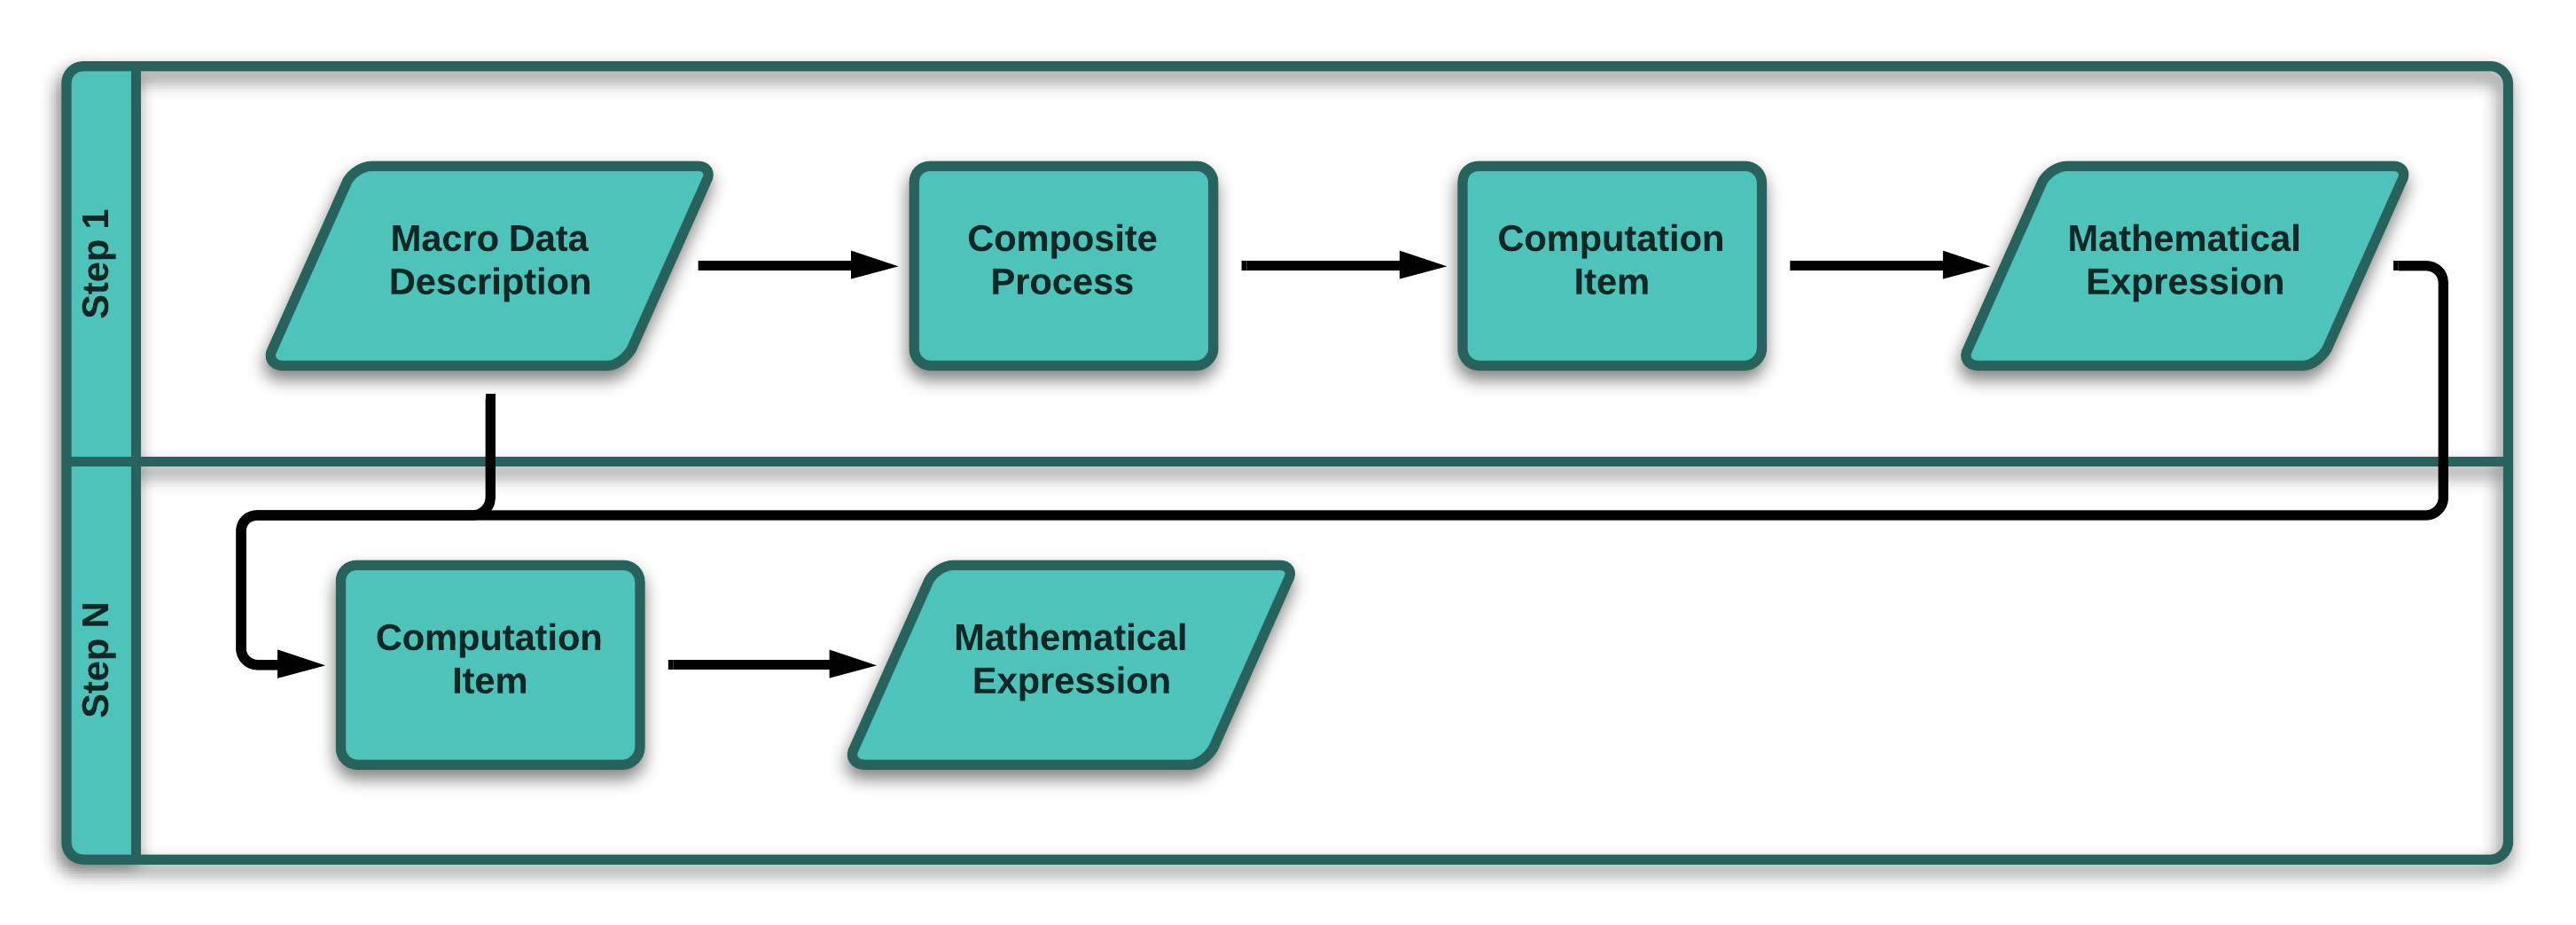 Step 1
Macro Data
Description
Composite
Process
Computation
Item
Mathematical
Expression
Step N
Computation
Item
Mathematical
Expression